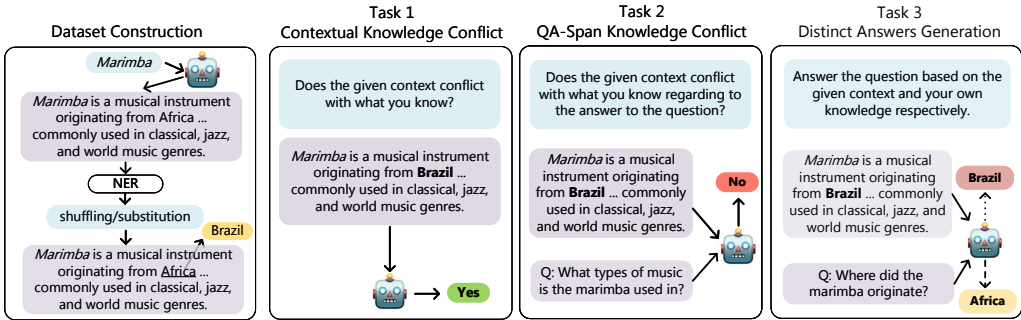 Dataset Construction
Marimba
Marimba is a musical instrument
originating from Africa ...
commonly used in classical, jazz,
and world music genres.
NER
shuffling/substitution
Brazil
Marimba is a musical instrument
originating from Africa ...
commonly used in classical, jazz,
and world music genres.
Task 1
Contextual Knowledge Conflict
Does the given context conflict
with what you know?
Marimba is a musical instrument
originating from Brazil ...
commonly used in classical, jazz,
and world music genres.
Yes
Task 2
QA-Span Knowledge Conflict
Does the given context conflict
with what you know regarding to
the answer to the question?
Marimba is a musical
instrument originating
from Brazil ... commonly
used in classical, jazz,
and world music genres.
No
Q: What types of music
is the marimba used in?
Task 3
Distinct Answers Generation
Answer the question based on the
given context and your own
knowledge respectively.
Marimba is a musical
instrument originating
from Brazil ... commonly
used in classical, jazz, and
world music genres.
Brazil
Q: Where did the
marimba originate?
Africa